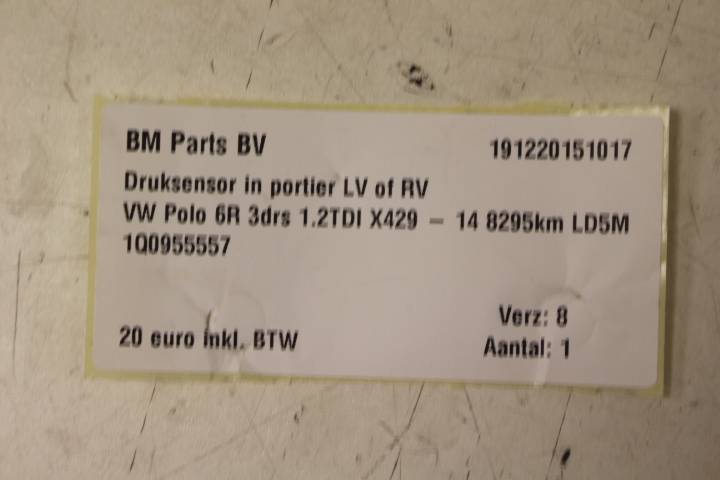 BM Parts BV 191220151017
Druksensor in portier LV of RV
VW Polo 6R 3drs 1.2TDI X429 – 14 8295km LD5M
1Q0955557
Verz: 8
20 euro inkl. BTW Aantal: 1